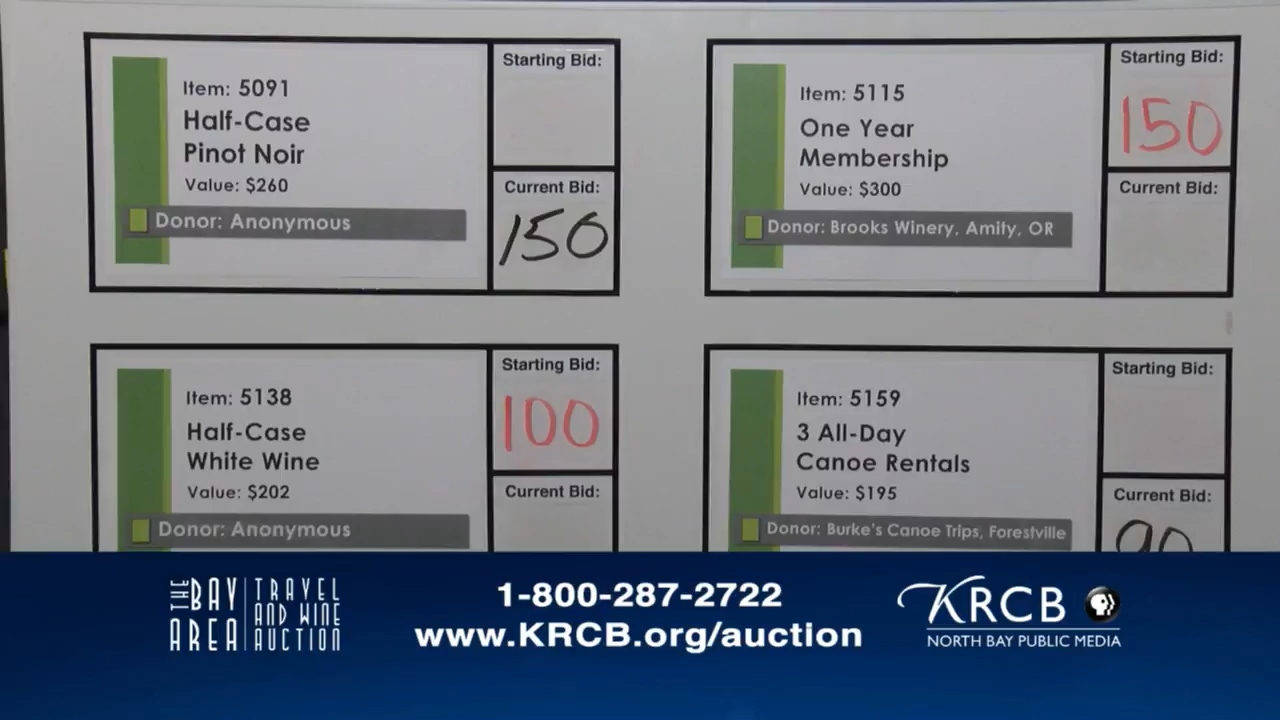 Item: 5091
Half-Case
Pinot Noir
Value: $260
Donor: Anonymous
Starting Bid:
Current Bid:
150
Item: 5115
One Year
Membership
Value: $300
Donor: Brooks Winery, Amity, OR
Starting Bid:
150
Current Bid:
Item: 5138
Half-Case
White Wine
Value: $202
Donor: Anonymous
Starting Bid:
100
Current Bid:
Item: 5159
3 All-Day
Canoe Rentals
Value: $195
Donor: Burke's Canoe Trips, Forestville
Starting Bid:
Current Bid:
90
THE BAY AREA
TRAVEL AND WINE AUCTION
1-800-287-2722
www.KRCB.org/auction
KRCB
NORTH BAY PUBLIC MEDIA